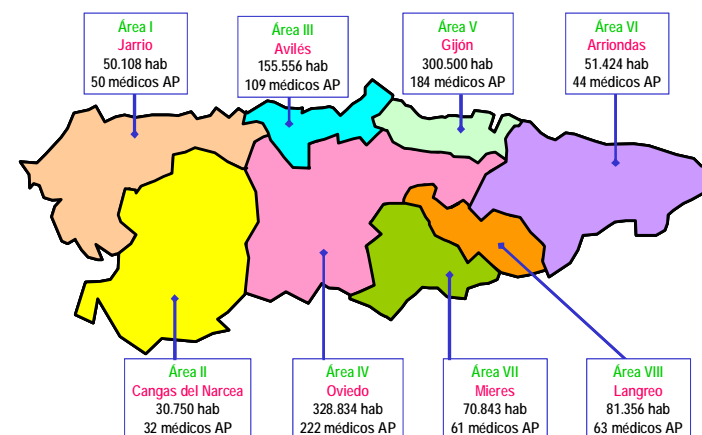 Área I
Jarrio
50.108 hab
50 médicos AP
Área III
Avilés
155.556 hab
109 médicos AP
Área V
Gijón
300.500 hab
184 médicos AP
Área VI
Arriondas
51.424 hab
44 médicos AP
Área II
Cangas del Narcea
30.750 hab
32 médicos AP
Área IV
Oviedo
328.834 hab
222 médicos AP
Área VII
Mieres
70.843 hab
61 médicos AP
Área VIII
Langreo
81.356 hab
63 médicos AP